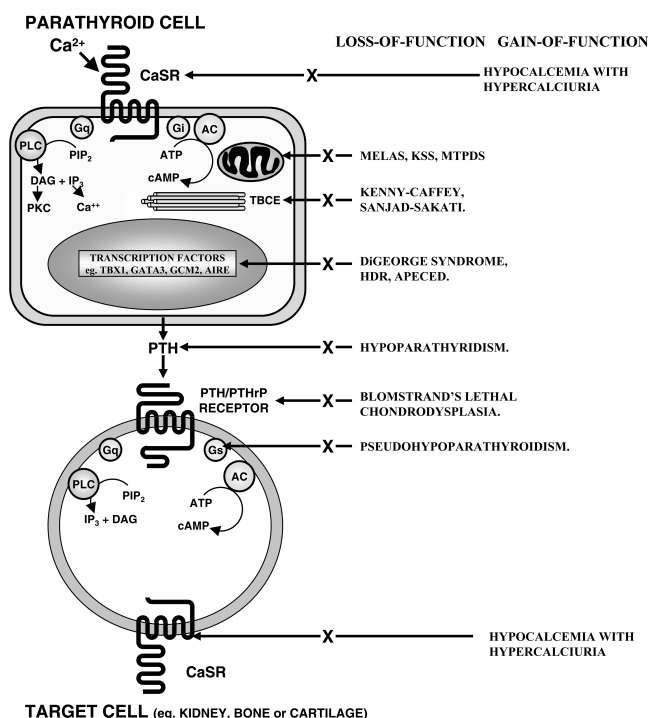 PARATHYROID CELL
LOSS-OF-FUNCTION GAIN-OF-FUNCTION
Ca²⁺
CaSR
X
HYPOCALCEMIA WITH
HYPERCALCIURIA
Gq
Gi
AC
PLC
PIP₂
ATP
X
MELAS, KSS, MTPDS
DAG + IP₃
cAMP
PKC
Ca⁺⁺
TBCE
X
KENNY-CAFFEY,
SANJAD-SAKATI.
TRANSCRIPTION FACTORS
eg. TBX1, GATA3, GCM2, AIRE
X
DiGEORGE SYNDROME,
HDR, APECED.
PTH
X
HYPOPARATHYRIDISM.
PTH/PTHrP
RECEPTOR
X
BLOMSTRAND'S LETHAL
CHONDRODYSPLASIA.
Gq
Gs
X
PSEUDOHYPOPARATHYROIDISM.
PLC
AC
PIP₂
ATP
IP₃ + DAG
cAMP
X
HYPOCALCEMIA WITH
HYPERCALCIURIA
CaSR
TARGET CELL (eg. KIDNEY, BONE or CARTILAGE)